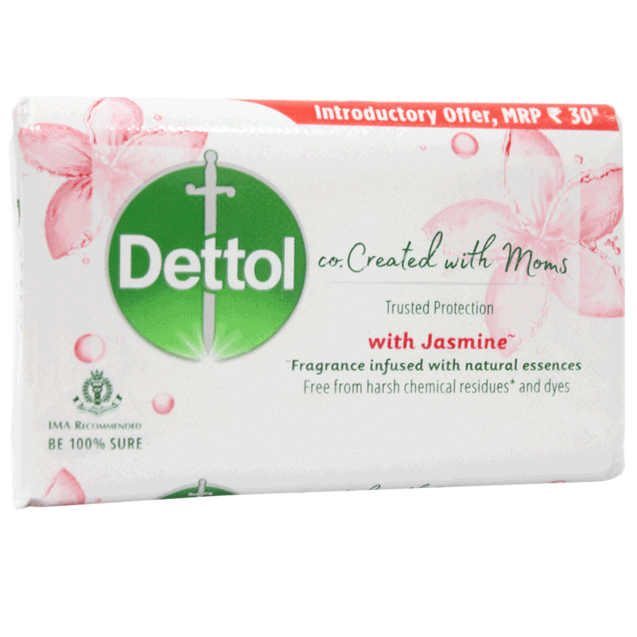 Introductory Offer, MRP ₹ 30"
Dettol
co. Created with Moms
Trusted Protection
with Jasmine~
~Fragrance infused with natural essences
Free from harsh chemical residues* and dyes
IMA RECOMMENDED
BE 100% SURE